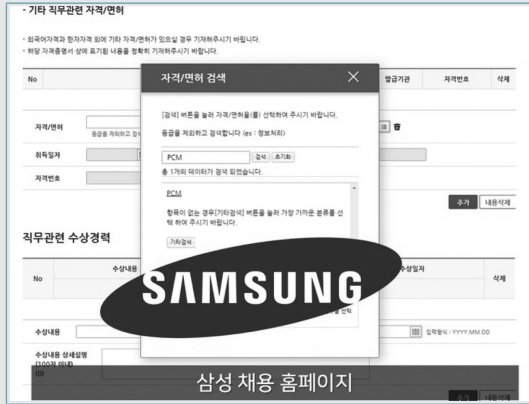 - 기타 직무관련 자격/면허
- 외국어자격과 한자자격 외에 기타 자격/면허가 있으실 경우 기재해주시기 바랍니다.
- 해당 자격증명서 상에 표기된 내용을 정확히 기재해주시기 바랍니다.
No 발급기관 자격번호 삭제
자격/면허
등급을 제외하고 검색
취득일자
자격번호
추가 내용삭제
자격/면허 검색
[검색] 버튼을 눌러 자격/면허을(를) 선택하여 주시기 바랍니다.
등급을 제외하고 검색합니다 (ex : 정보처리)
PCM 검색 초기화
총 1개의 데이터가 검색 되었습니다.
PCM
항목이 없는 경우[기타검색] 버튼을 눌러 가장 가까운 분류를 선
택 하여 주시기 바랍니다.
기타검색
SAMSUNG
를 선택
직무관련 수상경력
No 수상내용 수상일자 삭제
수상내용 입력형식 : YYYY.MM.DD
수상내용 상세설명
(100자 이내)
(0)
추가 내용삭제
삼성 채용 홈페이지